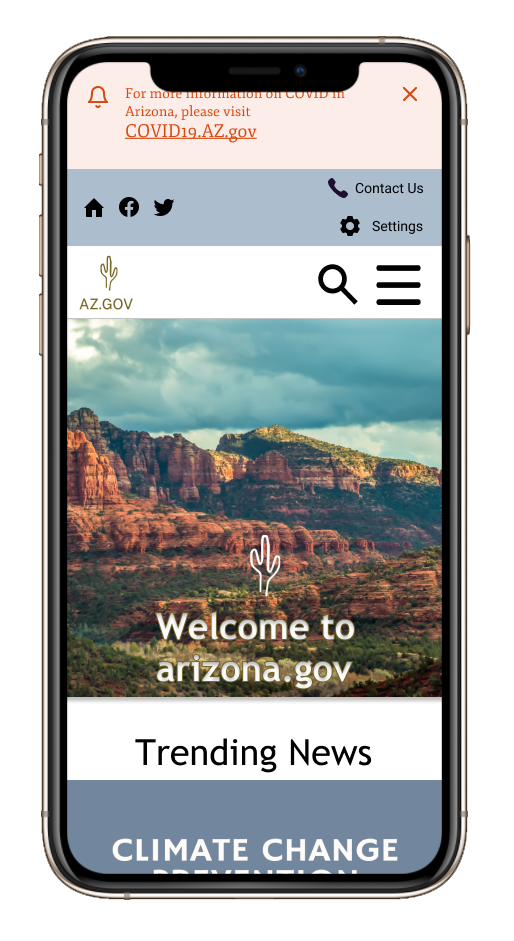 For more information on COVID in
Arizona, please visit
COVID19.AZ.gov
Contact Us
Settings
AZ.GOV
Welcome to
arizona.gov
Trending News
CLIMATE CHANGE
PREVENTION